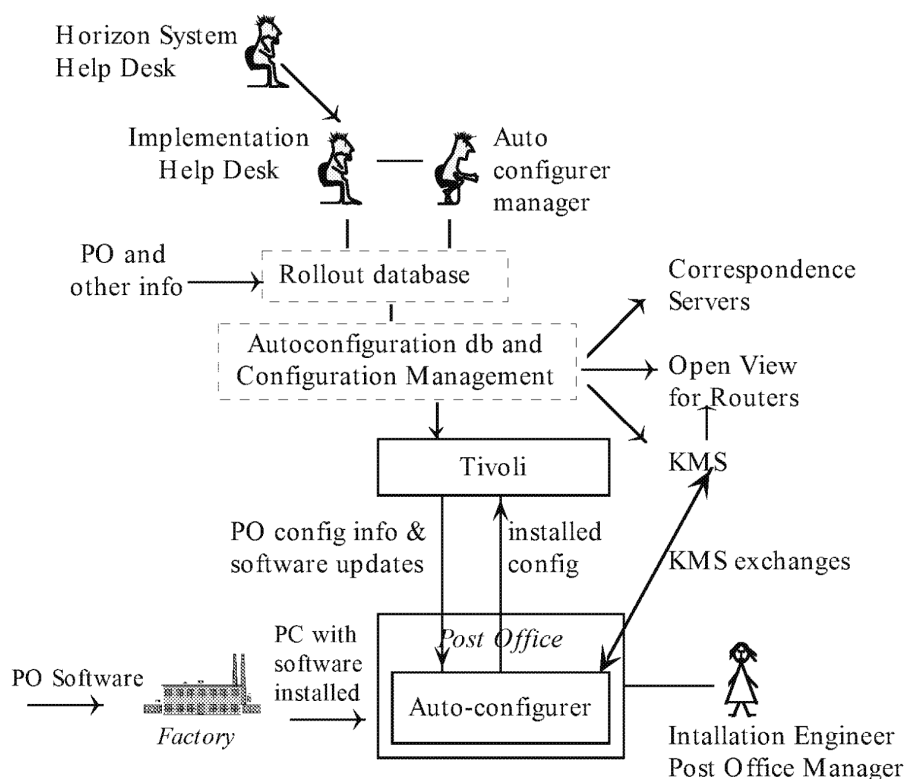 Horizon System
Help Desk
Implementation
Help Desk
Auto
configurer
manager
PO and
other info
Rollout database
Correspondence
Servers
Autoconfiguration db and
Configuration Management
Open View
for Routers
Tivoli
KMS
PO config info &
software updates
installed
config
KMS exchanges
Post Office
PC with
software
installed
PO Software
Factory
Auto-configurer
Intallation Engineer
Post Office Manager